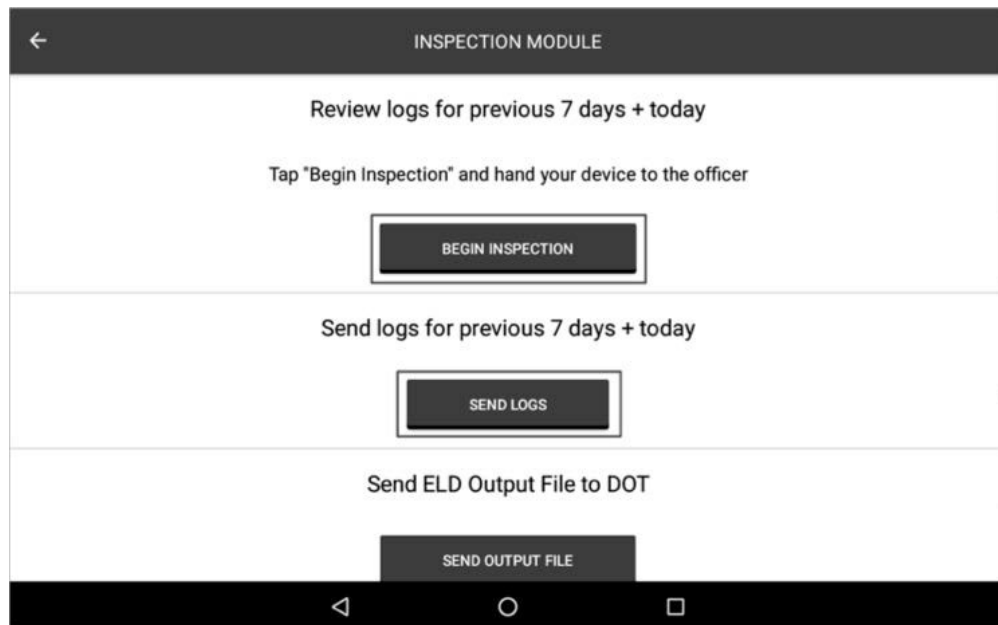 INSPECTION MODULE
Review logs for previous 7 days + today
Tap "Begin Inspection" and hand your device to the officer
BEGIN INSPECTION
Send logs for previous 7 days + today
SEND LOGS
Send ELD Output File to DOT
SEND OUTPUT FILE